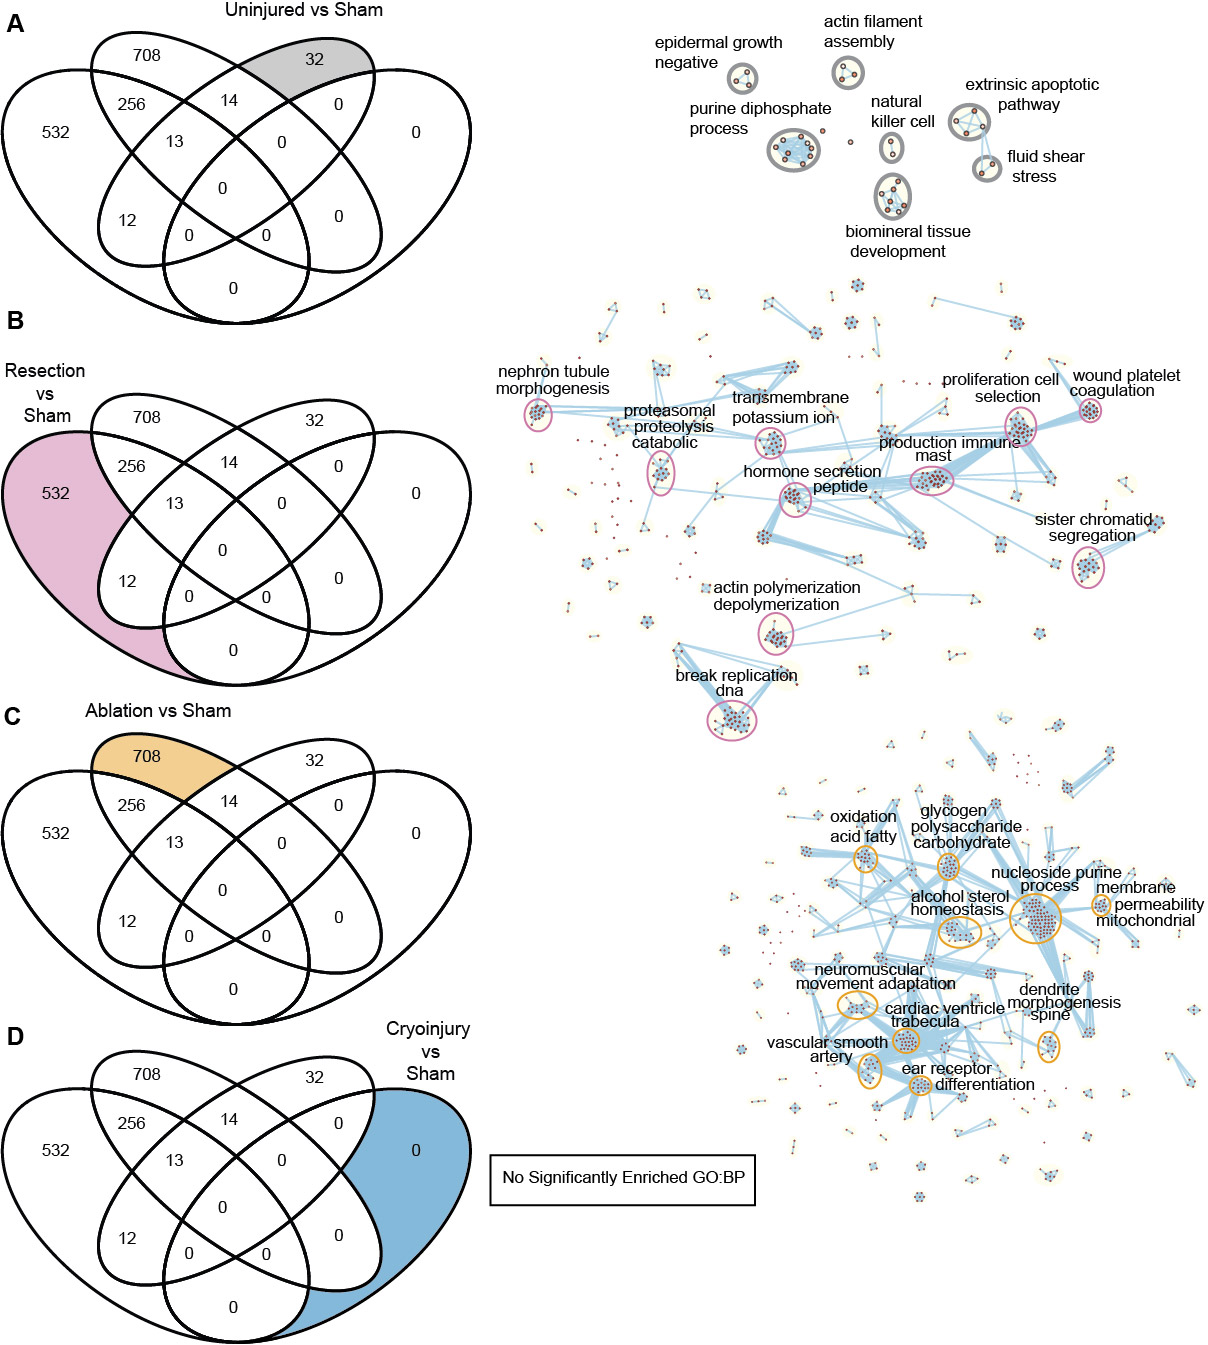 A
Uninjured vs Sham
532
708
32
0
256
14
0
13
0
0
12
0
0
0
0
epidermal growth
negative
actin filament
assembly
purine diphosphate
process
natural
killer cell
extrinsic apoptotic
pathway
fluid shear
stress
biomineral tissue
development
B
Resection
vs
Sham
532
708
32
0
256
14
0
13
0
0
12
0
0
0
0
nephron tubule
morphogenesis
proteasomal
proteolysis
catabolic
transmembrane
potassium ion
proliferation cell
selection
wound platelet
coagulation
production immune
mast
hormone secretion
peptide
sister chromatid
segregation
actin polymerization
depolymerization
break replication
dna
C
Ablation vs Sham
532
708
32
0
256
14
0
13
0
0
12
0
0
0
0
oxidation
acid fatty
glycogen
polysaccharide
carbohydrate
nucleoside purine
process
membrane
permeability
mitochondrial
alcohol sterol
homeostasis
neuromuscular
movement adaptation
cardiac ventricle
trabecula
dendrite
morphogenesis
spine
vascular smooth
artery
ear receptor
differentiation
D
Cryoinjury
vs
Sham
532
708
32
0
256
14
0
13
0
0
12
0
0
0
0
No Significantly Enriched GO:BP